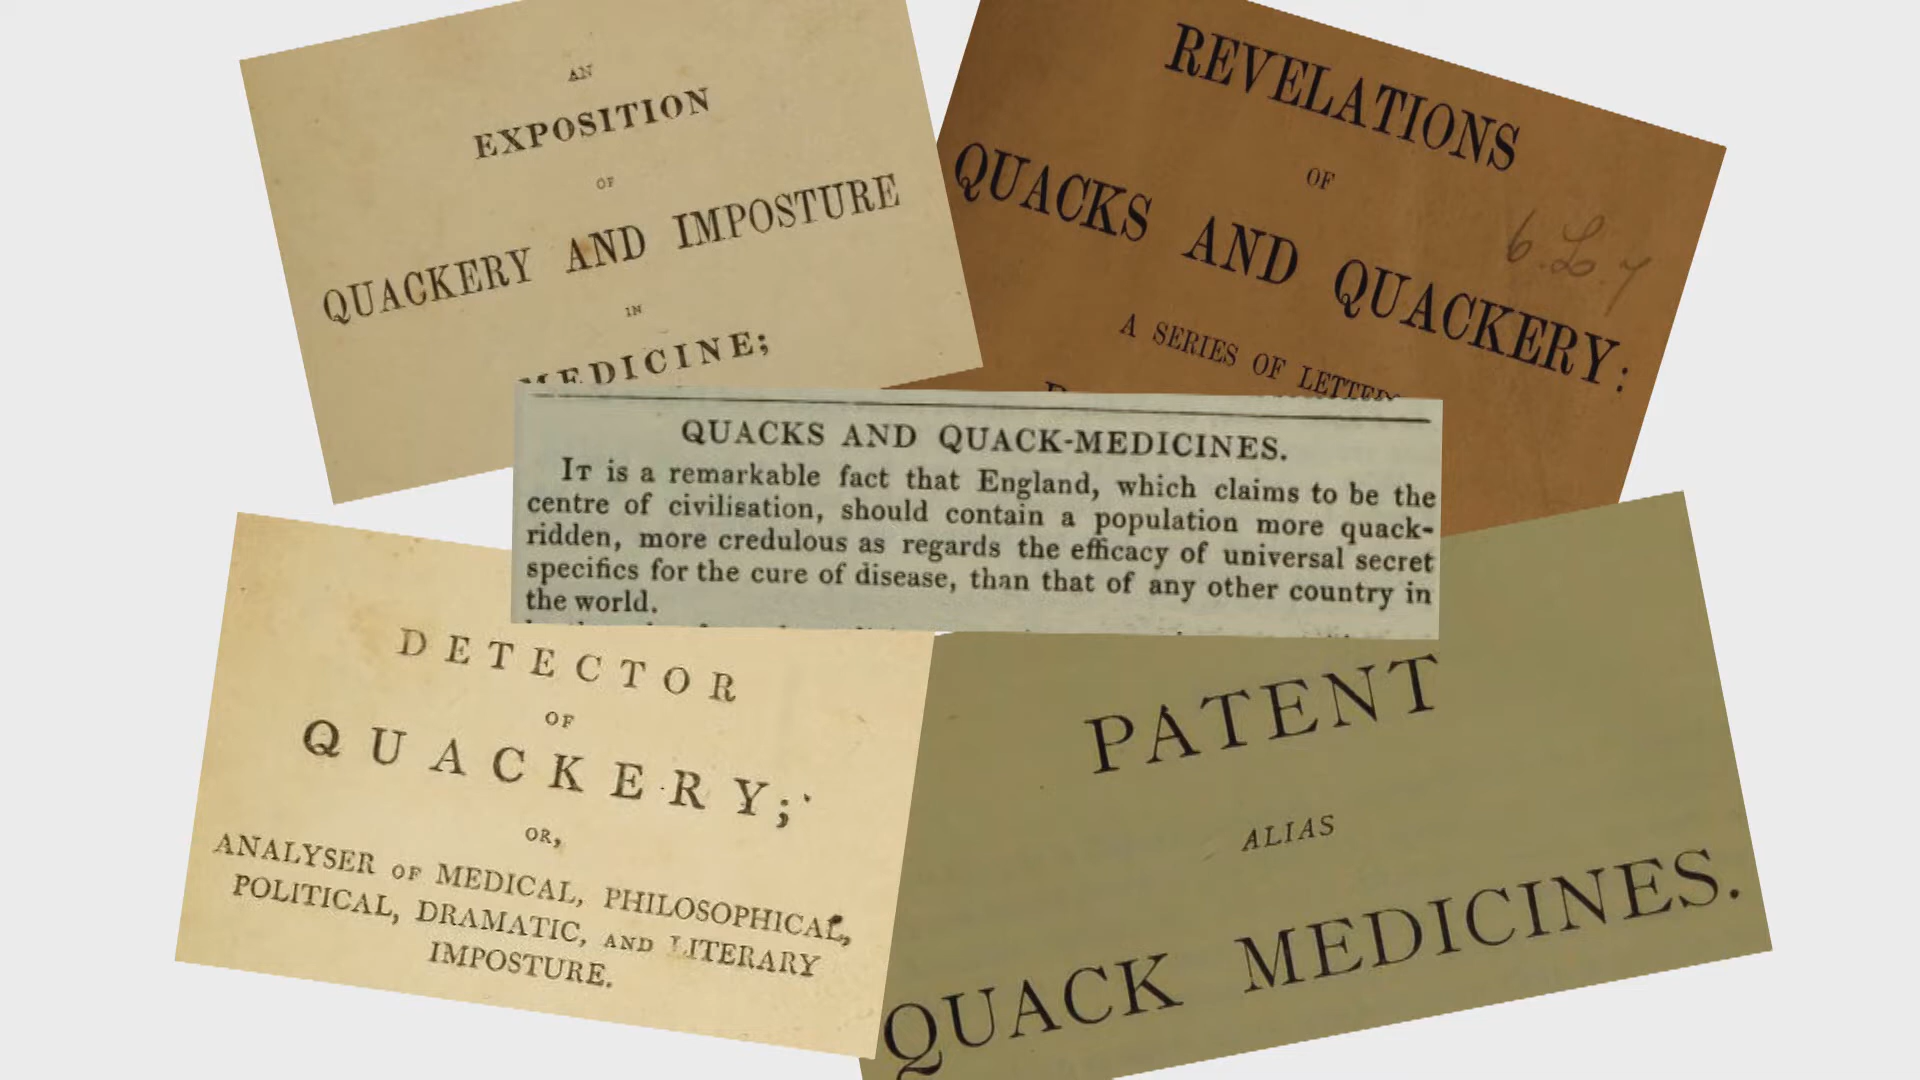 AN
EXPOSITION
OF
QUACKERY AND IMPOSTURE
IN
MEDICINE;
REVELATIONS
OF
QUACKS AND QUACKERY:
A SERIES OF
6.L.7
QUACKS AND QUACK-MEDICINES.
IT is a remarkable fact that England, which claims to be the
centre of civilisation, should contain a population more quack-
ridden, more credulous as regards the efficacy of universal secret
specifics for the cure of disease, than that of any other country in
the world.
DETECTOR
OF
QUACKERY;
OR,
ANALYSER OF MEDICAL, PHILOSOPHICAL,
POLITICAL, DRAMATIC, AND LITERARY
IMPOSTURE.
PATENT
ALIAS
QUACK MEDICINES.